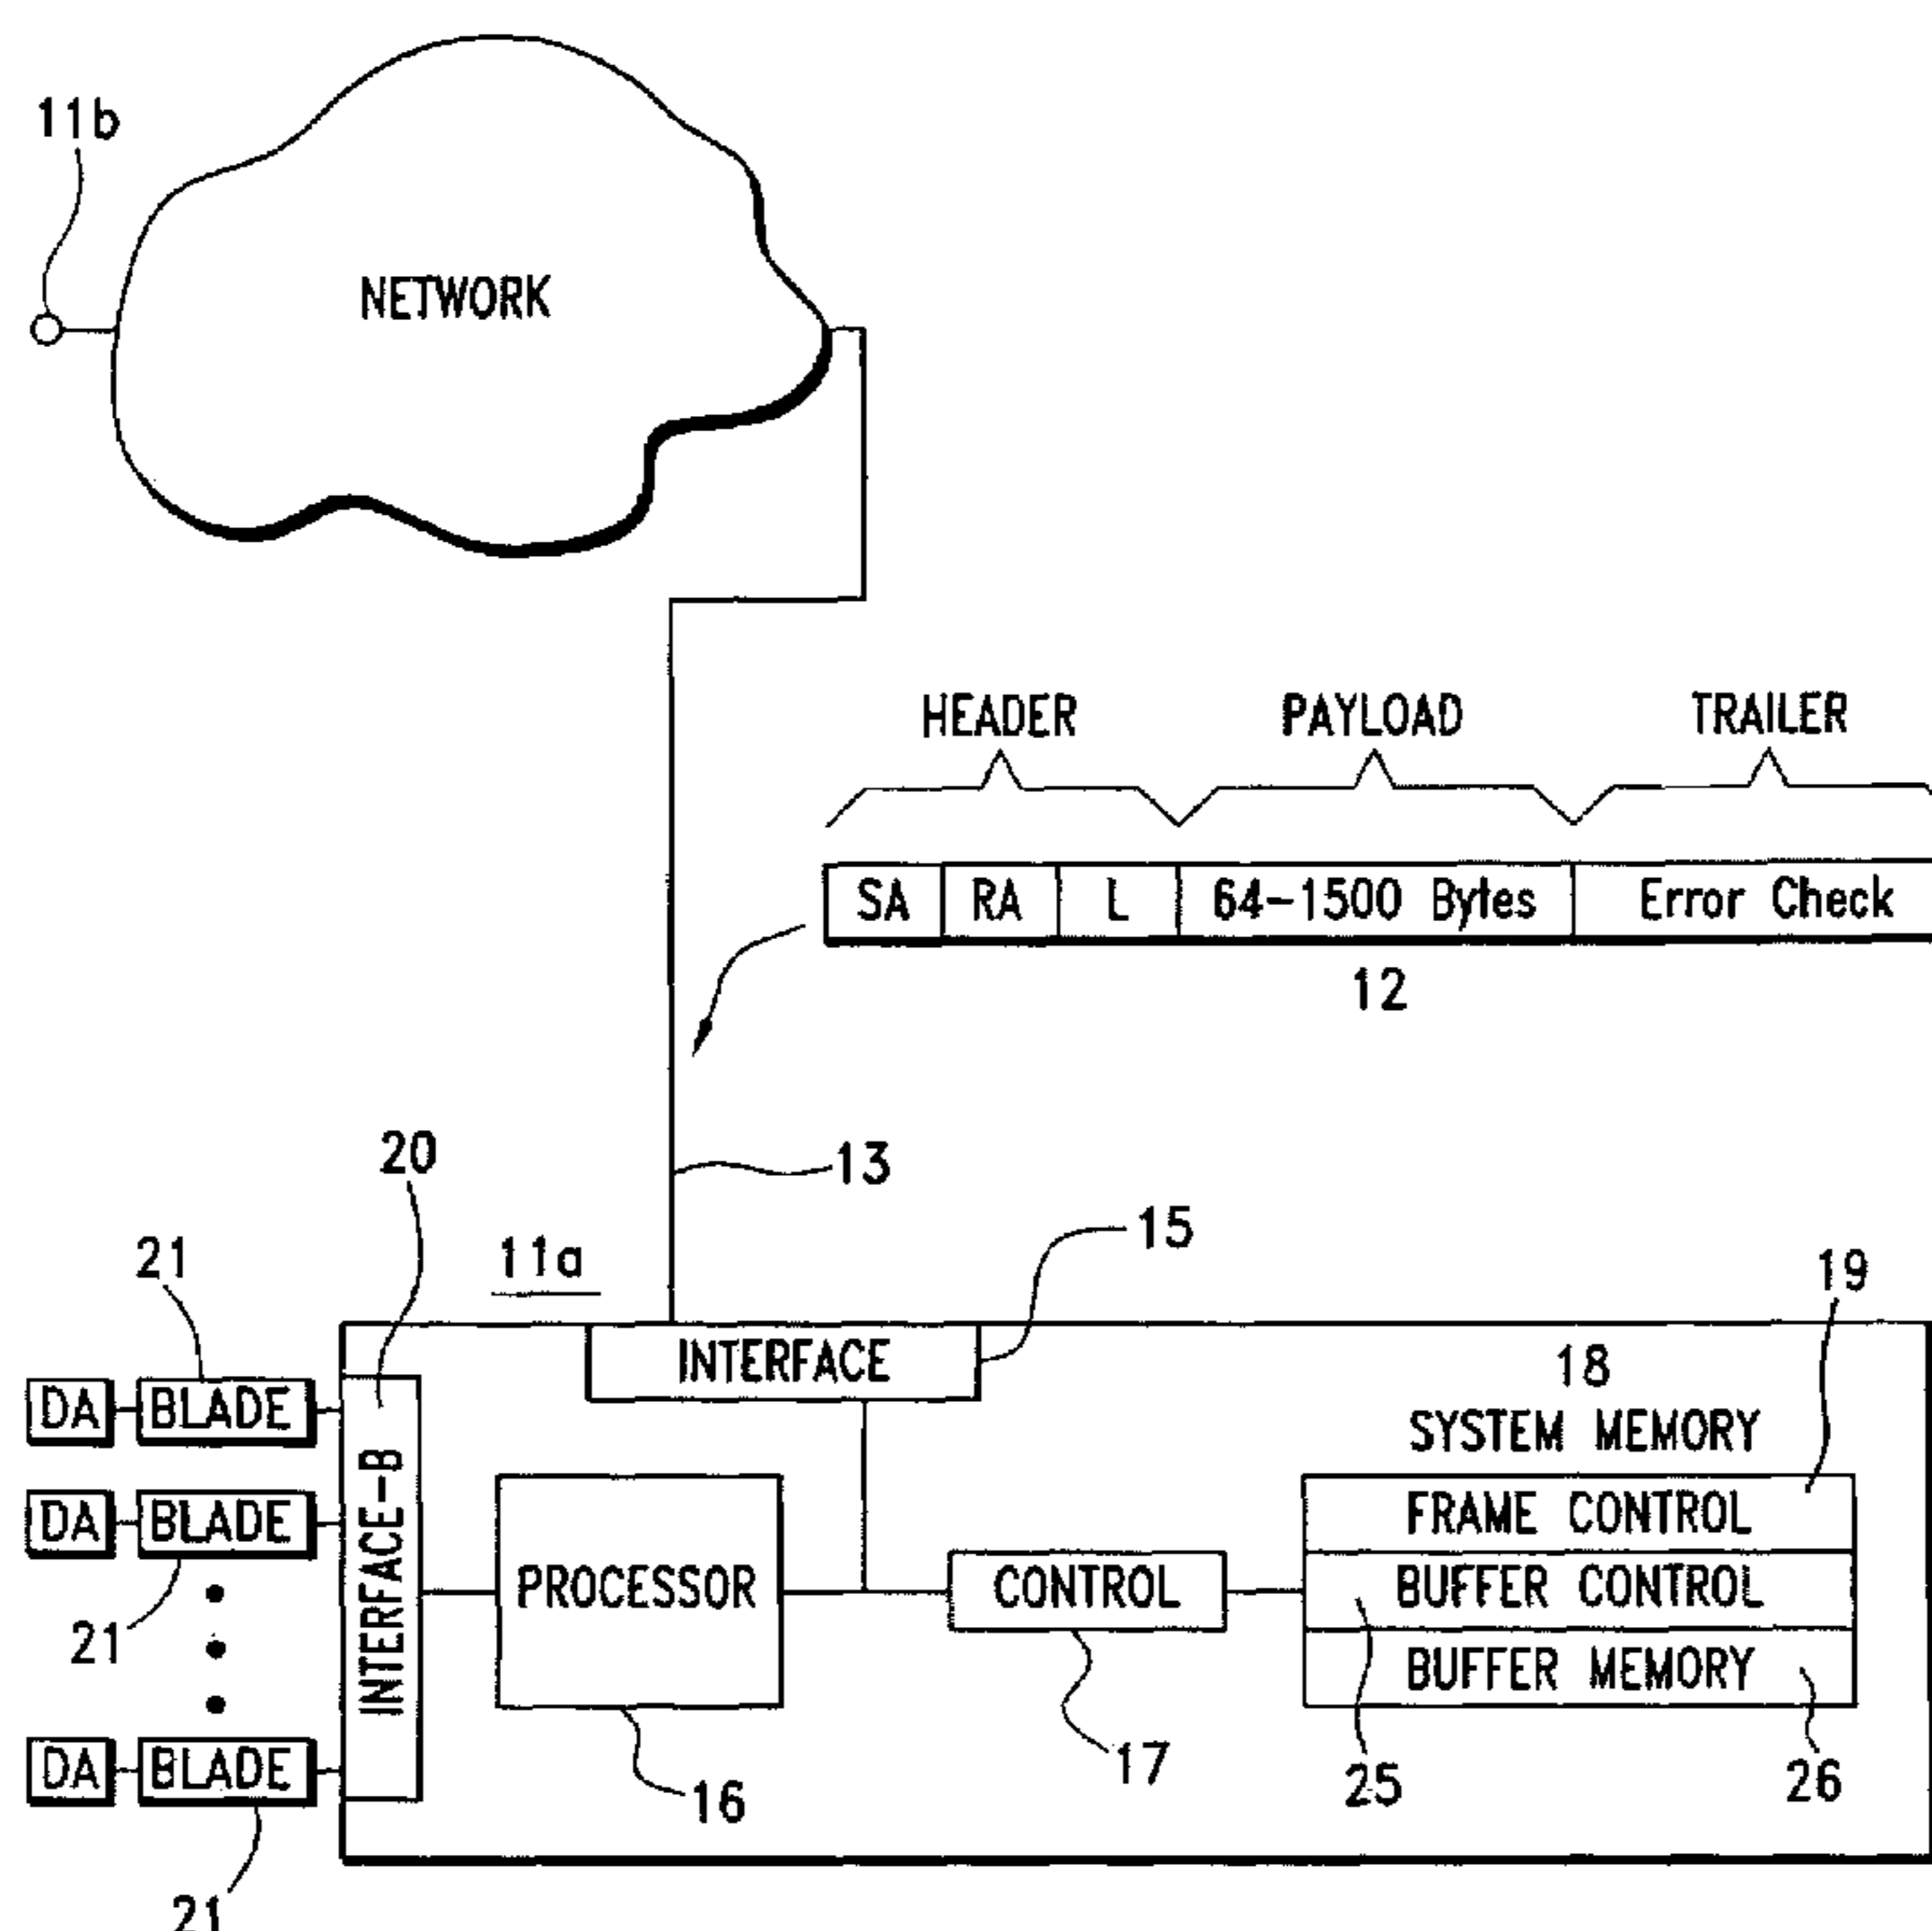 11b
NETWORK
HEADER PAYLOAD TRAILER
SA RA L 64-1500 Bytes Error Check
12
13
20
11a
15
21
19
INTERFACE
18
SYSTEM MEMORY
DA BLADE
INTERFACE-B
DA BLADE
PROCESSOR
CONTROL
FRAME CONTROL
BUFFER CONTROL
BUFFER MEMORY
21
DA BLADE
16
17
25
26
21